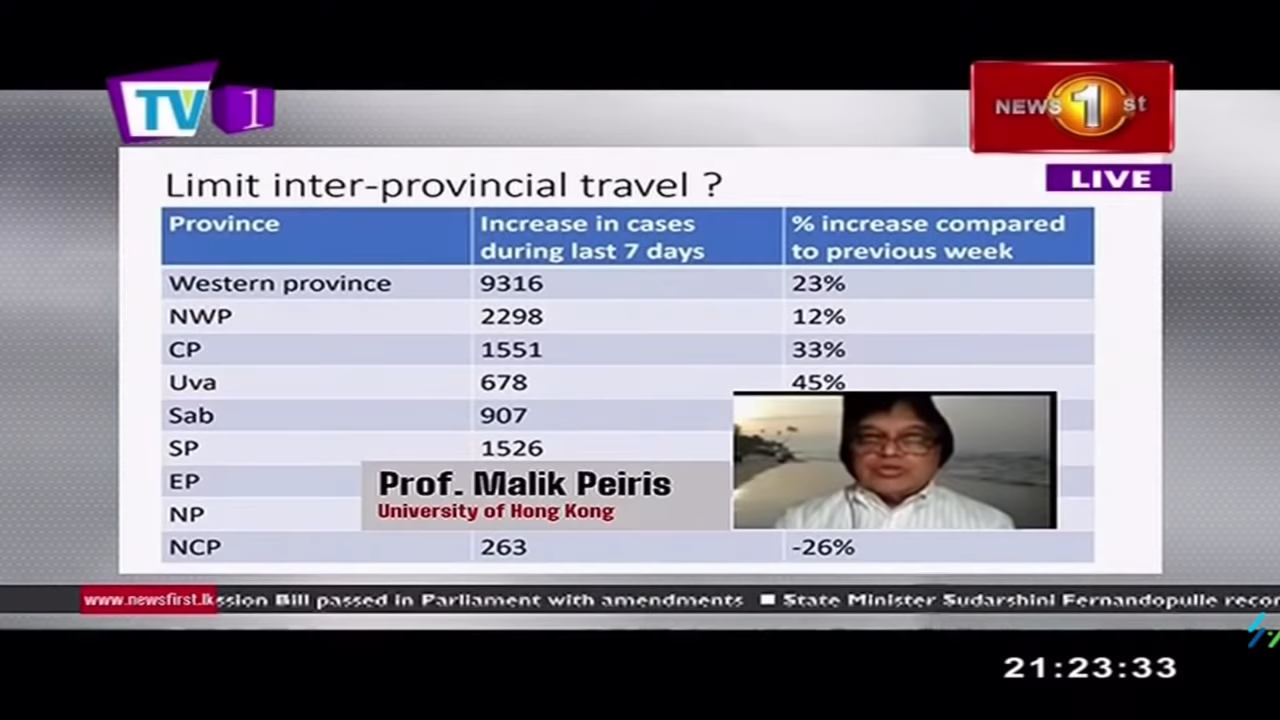 TV 1
NEWS 1st
LIVE
Limit inter-provincial travel ?
Province Increase in cases during last 7 days % increase compared to previous week
Western province 9316 23%
NWP 2298 12%
CP 1551 33%
Uva 678 45%
Sab 907
SP 1526
EP
NP
NCP 263 -26%
Prof. Malik Peiris
University of Hong Kong
www.newsfirst.lk ssion Bill passed in Parliament with amendments ■ State Minister Sudarshini Fernandopulle recor
21:23:33